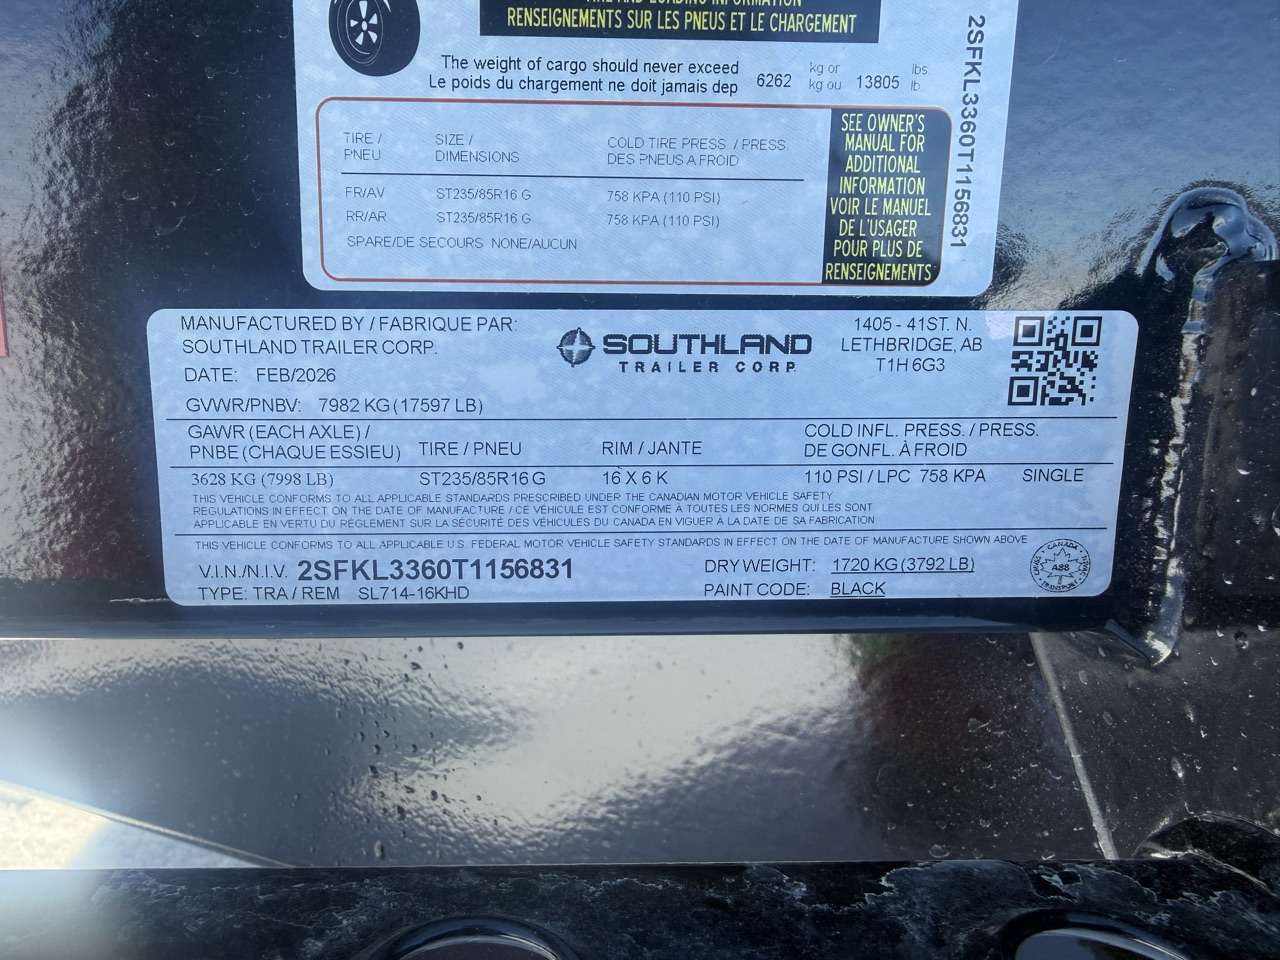 RENSEIGNEMENTS SUR LES PNEUS ET LE CHARGEMENT
The weight of cargo should never exceed
Le poids du chargement ne doit jamais dep
6262 kg or 13805 lbs.
kg ou lb.
TIRE / SIZE / COLD TIRE PRESS. / PRESS.
PNEU DIMENSIONS DES PNEUS A FROID
FR/AV ST235/85R16 G 758 KPA (110 PSI)
RR/AR ST235/85R16 G 758 KPA (110 PSI)
SPARE/DE SECOURS NONE/AUCUN
SEE OWNER'S
MANUAL FOR
ADDITIONAL
INFORMATION
VOIR LE MANUEL
DE L'USAGER
POUR PLUS DE
RENSEIGNEMENTS
2SFKL3360T1156831
MANUFACTURED BY / FABRIQUE PAR:
SOUTHLAND TRAILER CORP.
DATE: FEB/2026
GVWR/PNBV: 7982 KG (17597 LB)
SOUTHLAND
TRAILER CORP.
1405 - 41ST. N.
LETHBRIDGE, AB
T1H 6G3
GAWR (EACH AXLE) / COLD INFL. PRESS. / PRESS.
PNBE (CHAQUE ESSIEU) TIRE / PNEU RIM / JANTE DE GONFL. À FROID
3628 KG (7998 LB) ST235/85R16 G 16 X 6 K 110 PSI / LPC 758 KPA SINGLE
THIS VEHICLE CONFORMS TO ALL APPLICABLE STANDARDS PRESCRIBED UNDER THE CANADIAN MOTOR VEHICLE SAFETY
REGULATIONS IN EFFECT ON THE DATE OF MANUFACTURE / CE VÉHICULE EST CONFORME À TOUTES LES NORMES QUI LES SONT
APPLICABLE EN VERTU DU RÉGLEMENT SUR LA SÉCURITÉ DES VÉHICULES DU CANADA EN VIGUER À LA DATE DE SA FABRICATION
THIS VEHICLE CONFORMS TO ALL APPLICABLE U.S. FEDERAL MOTOR VEHICLE SAFETY STANDARDS IN EFFECT ON THE DATE OF MANUFACTURE SHOWN ABOVE
V.I.N./N.I.V. 2SFKL3360T1156831 DRY WEIGHT: 1720 KG (3792 LB)
TYPE: TRA / REM SL714-16KHD PAINT CODE: BLACK
CANADA
A88
TRANSPORT